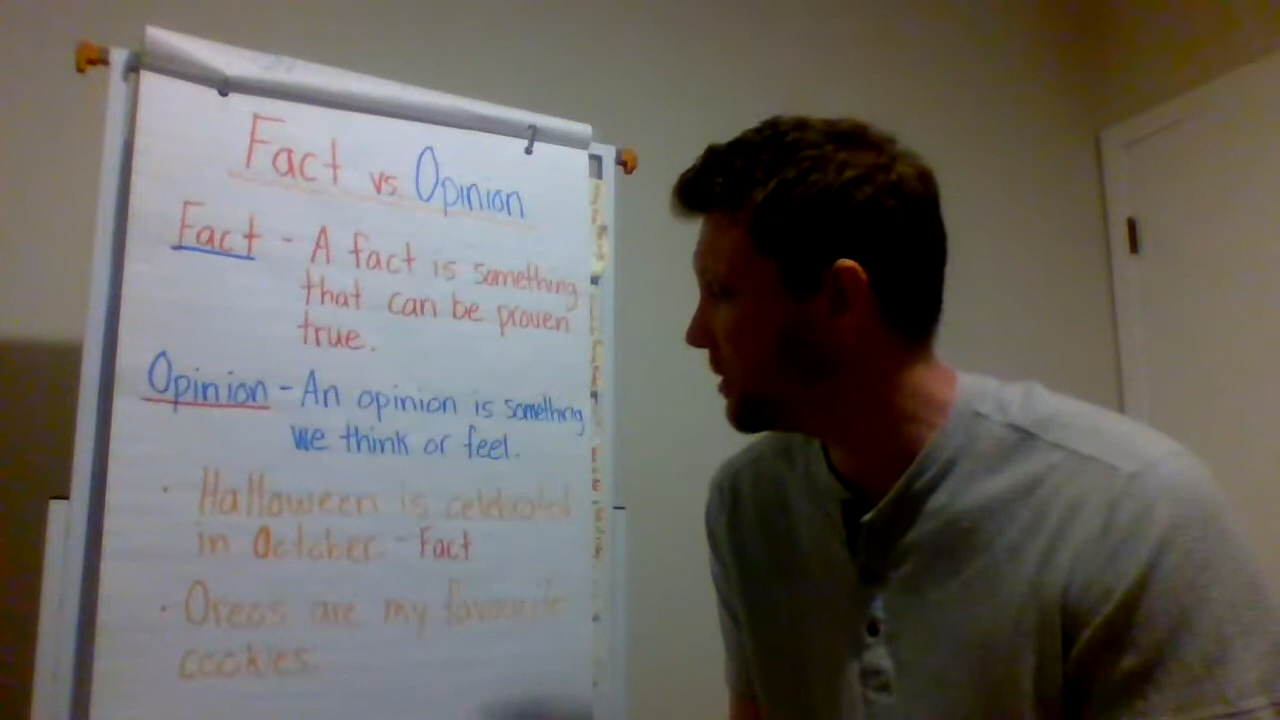 Fact vs Opinion
Fact - A fact is something
that can be proven
true.
Opinion - An opinion is something
we think or feel.
· Halloween is celebrated
in October. - Fact
· Oreos are my favourite
cookies.